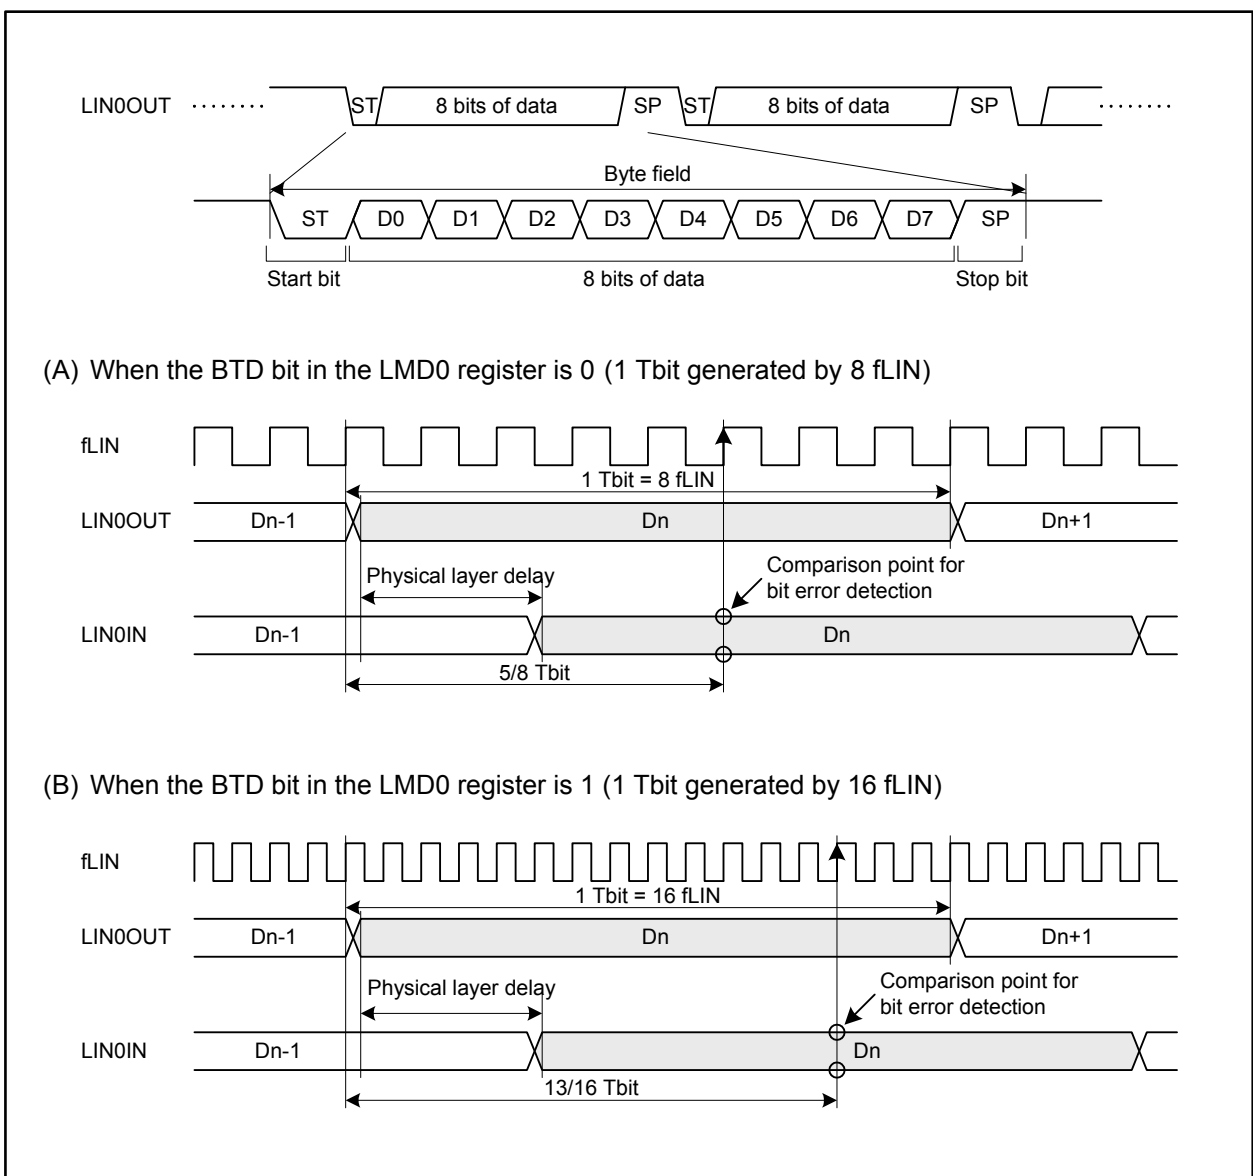 LIN0OUT ST 8 bits of data SP ST 8 bits of data SP
Byte field
ST D0 D1 D2 D3 D4 D5 D6 D7 SP
Start bit 8 bits of data Stop bit
(A) When the BTD bit in the LMD0 register is 0 (1 Tbit generated by 8 fLIN)
fLIN
1 Tbit = 8 fLIN
LIN0OUT Dn-1 Dn Dn+1
Physical layer delay
Comparison point for
bit error detection
LIN0IN Dn-1 Dn
5/8 Tbit
(B) When the BTD bit in the LMD0 register is 1 (1 Tbit generated by 16 fLIN)
fLIN
1 Tbit = 16 fLIN
LIN0OUT Dn-1 Dn Dn+1
Physical layer delay
Comparison point for
bit error detection
LIN0IN Dn-1 Dn
13/16 Tbit